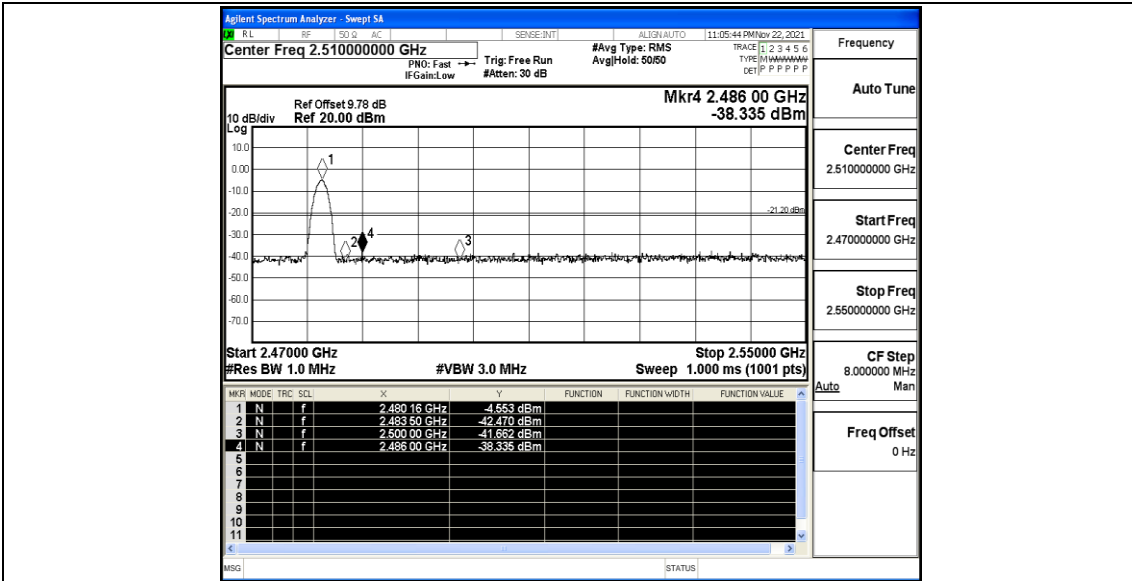 Agilent Spectrum Analyzer - Swept SA
RL RF 50 Ω AC SENSE:INT ALIGN AUTO 11:05:44 PM Nov 22, 2021
Center Freq 2.510000000 GHz
PNO: Fast
IFGain:Low
Trig: Free Run
#Atten: 30 dB
#Avg Type: RMS
Avg|Hold: 50/50
TRACE 1 2 3 4 5 6
TYPE M
DET P P P P P P
Ref Offset 9.78 dB
10 dB/div Ref 20.00 dBm
Log
Mkr4 2.486 00 GHz
-38.335 dBm
10.0
0.00
-10.0
-20.0
-30.0
-40.0
-50.0
-60.0
-70.0
1
2
4
3
-21.20 dBm
Start 2.47000 GHz Stop 2.55000 GHz
#Res BW 1.0 MHz #VBW 3.0 MHz Sweep 1.000 ms (1001 pts)
MKR MODE TRC SCL X Y FUNCTION FUNCTION WIDTH FUNCTION VALUE
1 N f 2.480 16 GHz -4.553 dBm
2 N f 2.483 50 GHz -42.470 dBm
3 N f 2.500 00 GHz -41.662 dBm
4 N f 2.486 00 GHz -38.335 dBm
5
6
7
8
9
10
11
MSG STATUS
Frequency
Auto Tune
Center Freq
2.510000000 GHz
Start Freq
2.470000000 GHz
Stop Freq
2.550000000 GHz
CF Step
8.000000 MHz
Auto Man
Freq Offset
0 Hz